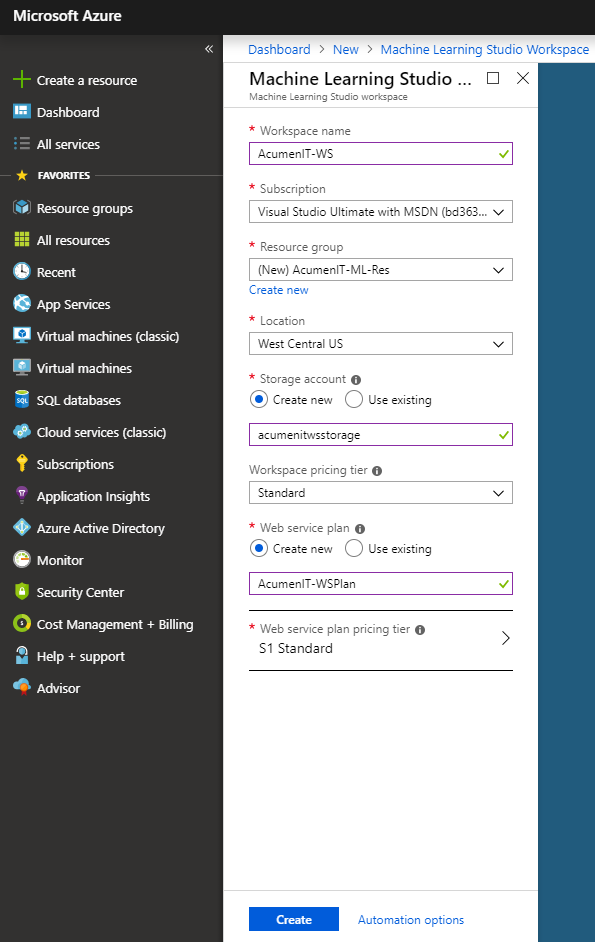 Microsoft Azure
«
Create a resource
Dashboard
All services
FAVORITES
Resource groups
All resources
Recent
App Services
Virtual machines (classic)
Virtual machines
SQL databases
Cloud services (classic)
Subscriptions
Application Insights
Azure Active Directory
Monitor
Security Center
Cost Management + Billing
Help + support
Advisor
Dashboard > New > Machine Learning Studio Workspace
Machine Learning Studio ...
Machine Learning Studio workspace
* Workspace name
AcumenIT-WS
* Subscription
Visual Studio Ultimate with MSDN (bd363...
* Resource group
(New) AcumenIT-ML-Res
Create new
* Location
West Central US
* Storage account
Create new Use existing
acumenitwsstorage
Workspace pricing tier
Standard
* Web service plan
Create new Use existing
AcumenIT-WSPlan
* Web service plan pricing tier
S1 Standard
Create Automation options